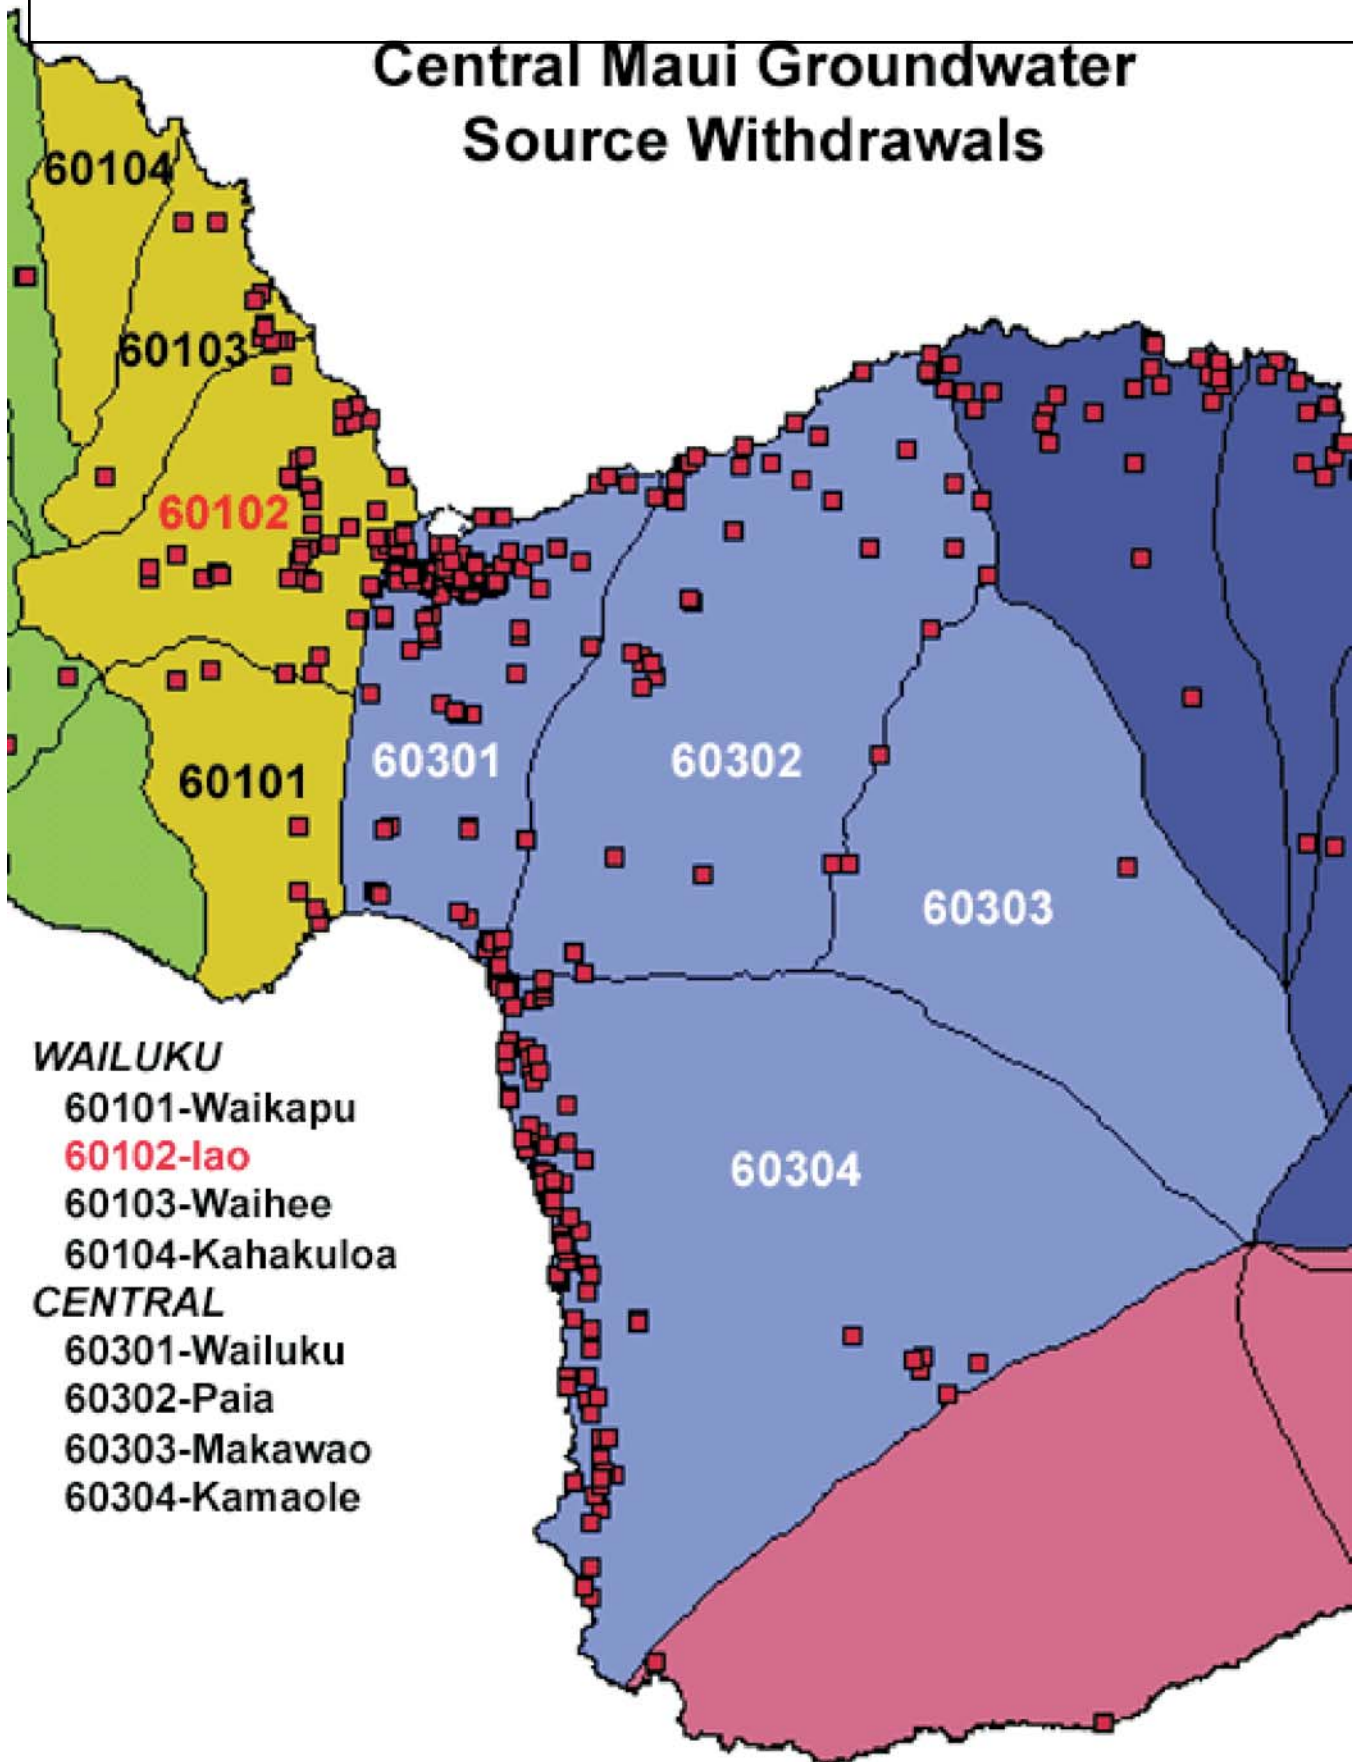 Central Maui Groundwater
Source Withdrawals
60104
60103
60102
60101
60301
60302
60303
60304
WAILUKU
60101-Waikapu
60102-Iao
60103-Waihee
60104-Kahakuloa
CENTRAL
60301-Wailuku
60302-Paia
60303-Makawao
60304-Kamaole